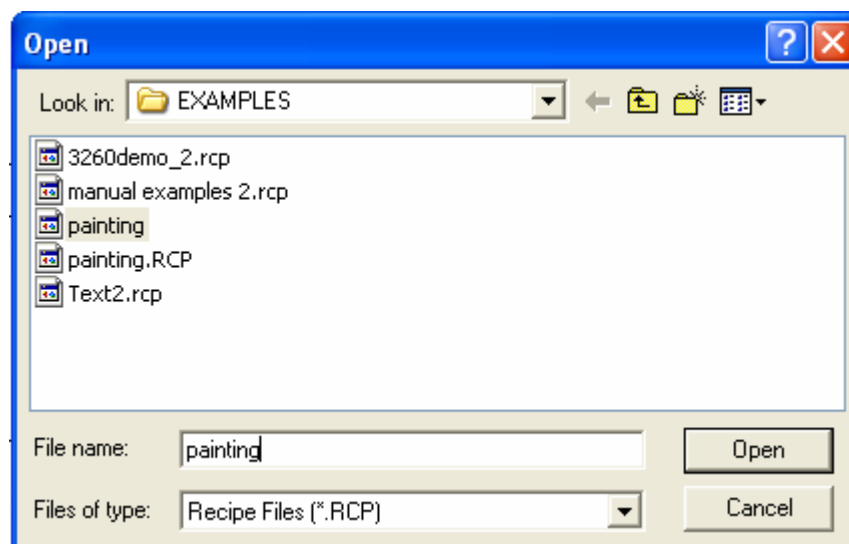 Open
Look in: EXAMPLES
3260demo_2.rcp
manual examples 2.rcp
painting
painting.RCP
Text2.rcp
File name: painting Open
Files of type: Recipe Files (*.RCP) Cancel